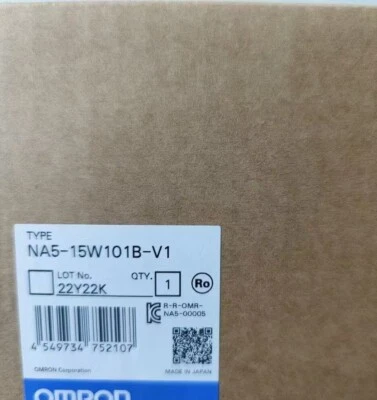 TYPE
NA5-15W101B-V1
LOT No. QTY.
22Y22K 1 Ro
R-R-OMR-
NA5-00005
4 549734 752107
OMRON Corporation MADE IN JAPAN
OMRON